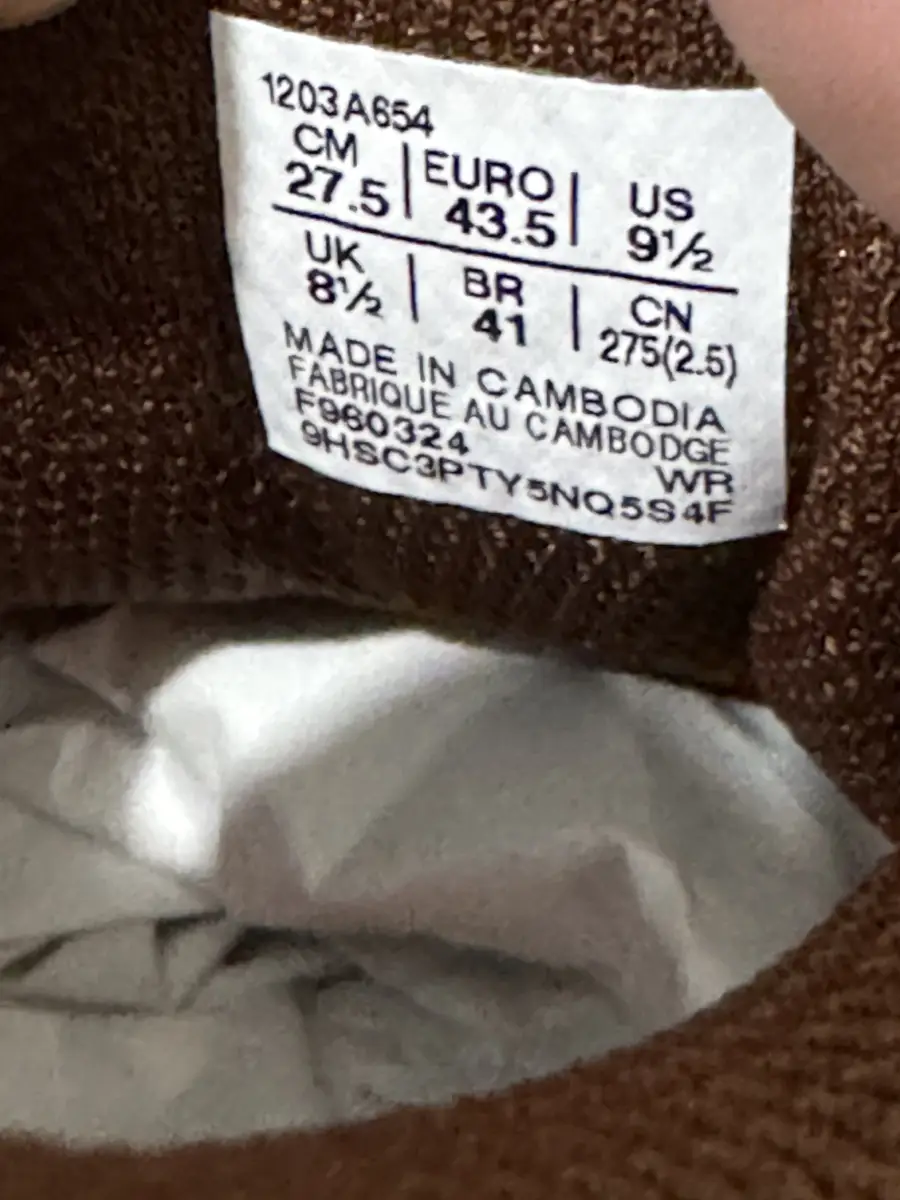 1203A654
CM | EURO | US
27.5 | 43.5 | 9½
UK | BR | CN
8½ | 41 | 275(2.5)
MADE IN CAMBODIA
FABRIQUE AU CAMBODGE
F960324 WR
9HSC3PTY5NQ5S4F